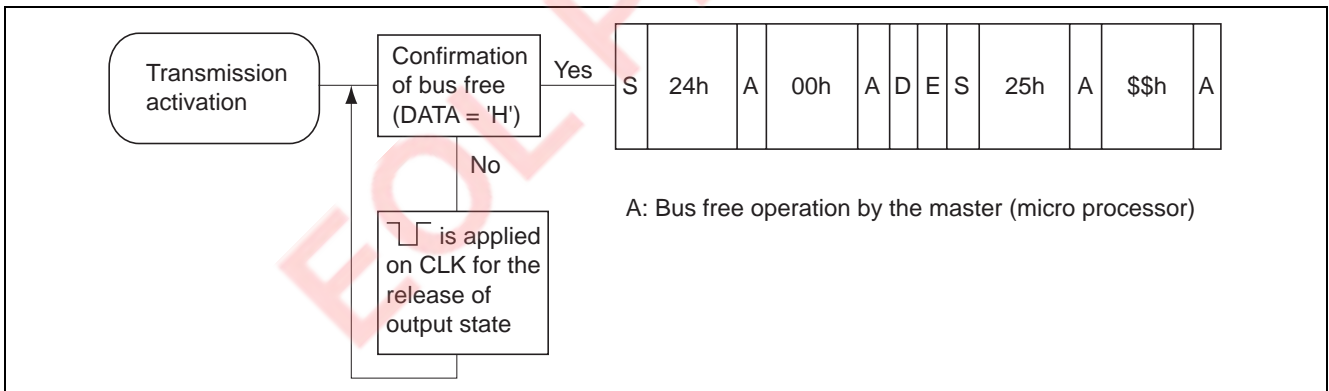 Transmission
activation
Confirmation
of bus free
(DATA = 'H')
Yes
No
is applied
on CLK for the
release of
output state
S 24h A 00h A D E S 25h A $$h A
A: Bus free operation by the master (micro processor)
EOL P